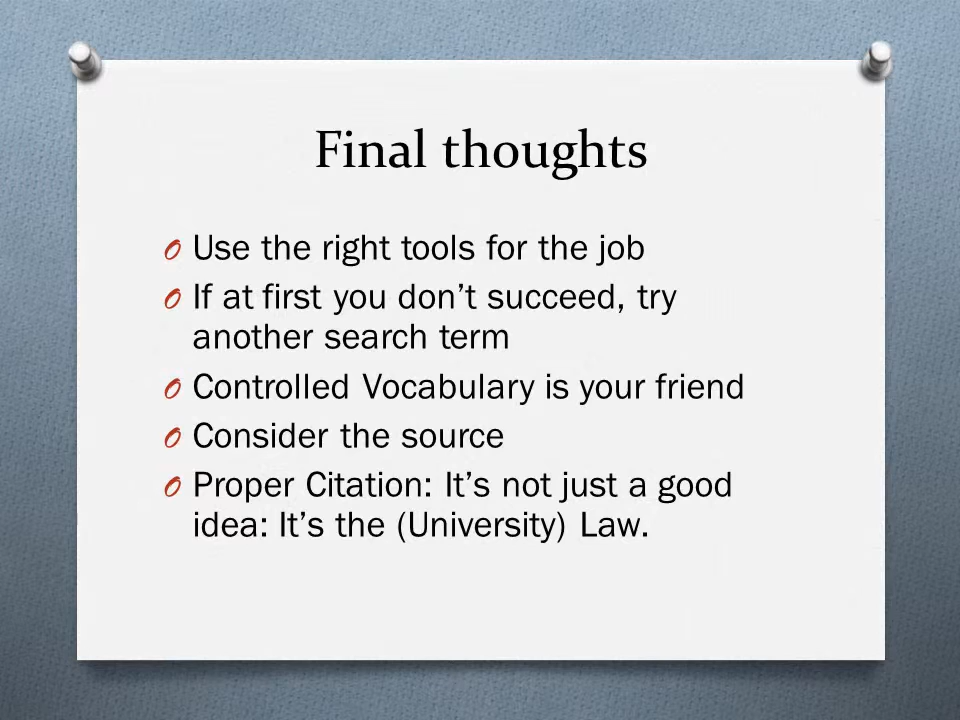 Final thoughts
Use the right tools for the job
If at first you don’t succeed, try
another search term
Controlled Vocabulary is your friend
Consider the source
Proper Citation: It’s not just a good
idea: It’s the (University) Law.